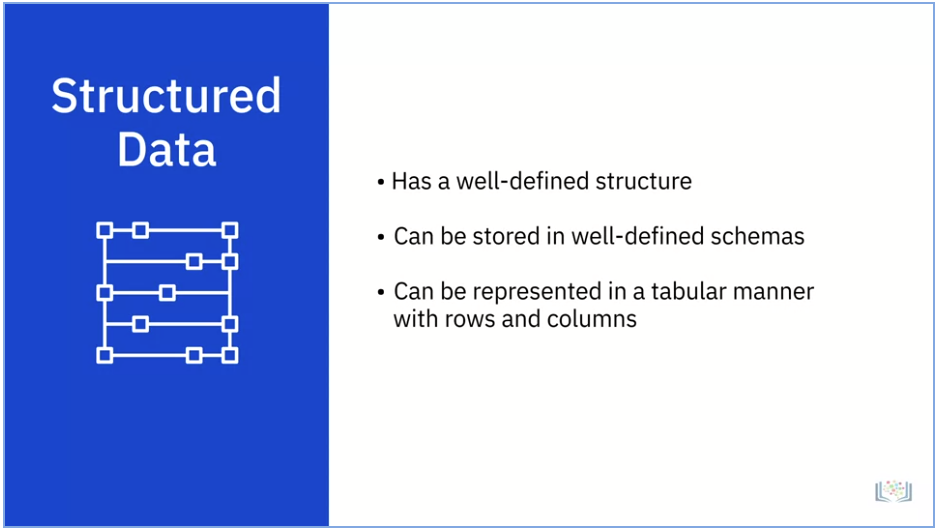 Structured
Data
• Has a well-defined structure
• Can be stored in well-defined schemas
• Can be represented in a tabular manner
with rows and columns